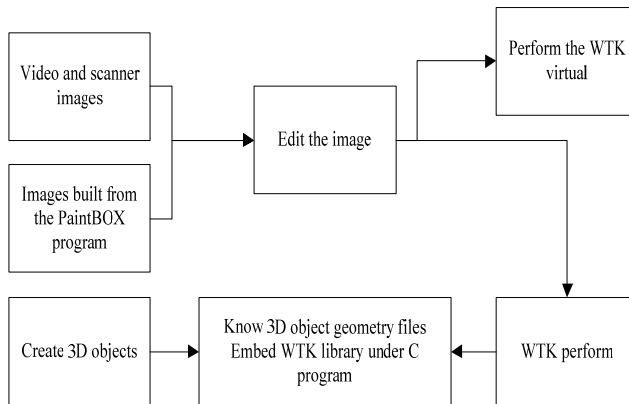 Video and scanner
images
Images built from
the PaintBOX
program
Edit the image
Perform the WTK
virtual
Create 3D objects
Know 3D object geometry files
Embed WTK library under C
program
WTK perform